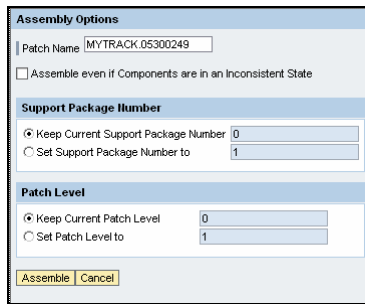 Assembly Options
Patch Name MYTRACK.05300249
Assemble even if Components are in an Inconsistent State
Support Package Number
Keep Current Support Package Number 0
Set Support Package Number to 1
Patch Level
Keep Current Patch Level 0
Set Patch Level to 1
Assemble Cancel